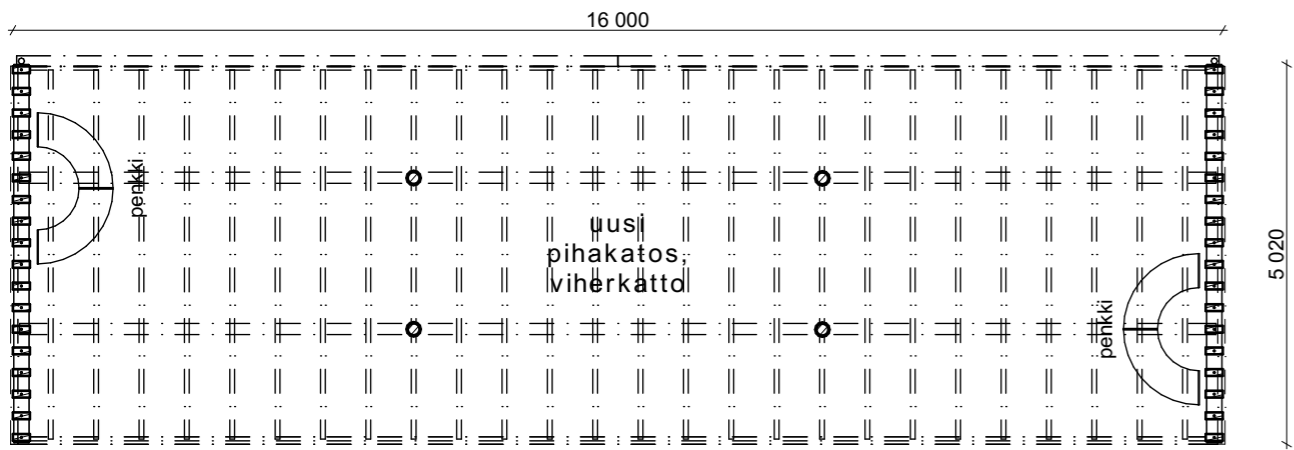 16 000
penkki
uusi
pihakatos,
viherkatto
penkki
5 020